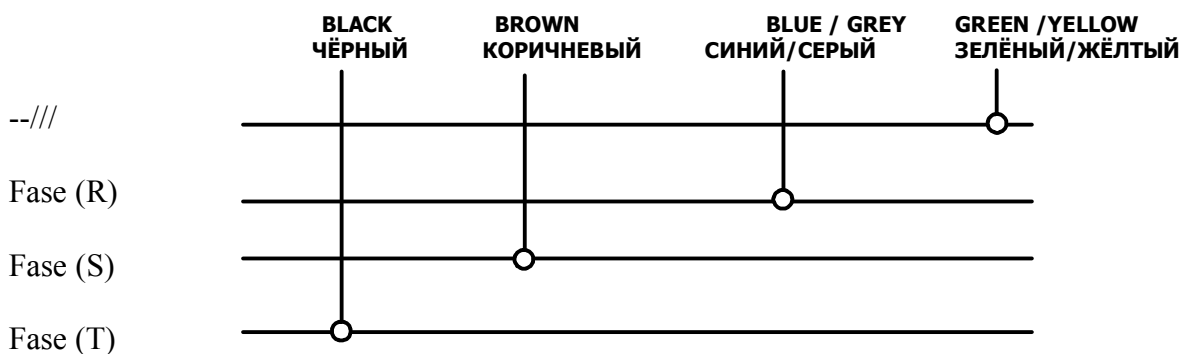 BLACK
ЧЁРНЫЙ
BROWN
КОРИЧНЕВЫЙ
BLUE / GREY
СИНИЙ/СЕРЫЙ
GREEN /YELLOW
ЗЕЛЁНЫЙ/ЖЁЛТЫЙ
--///
Fase (R)
Fase (S)
Fase (T)